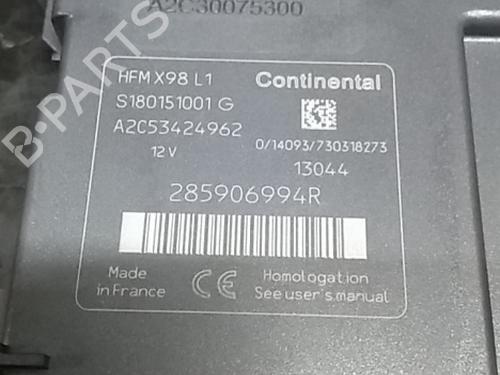 A2C30075300
HFM X98 L1
Continental
S180151001 G
A2C53424962
12 V
0/14093/730318273
13044
285906994R
Made
in France
CE
Homologation
See user's manual
B-PARTS